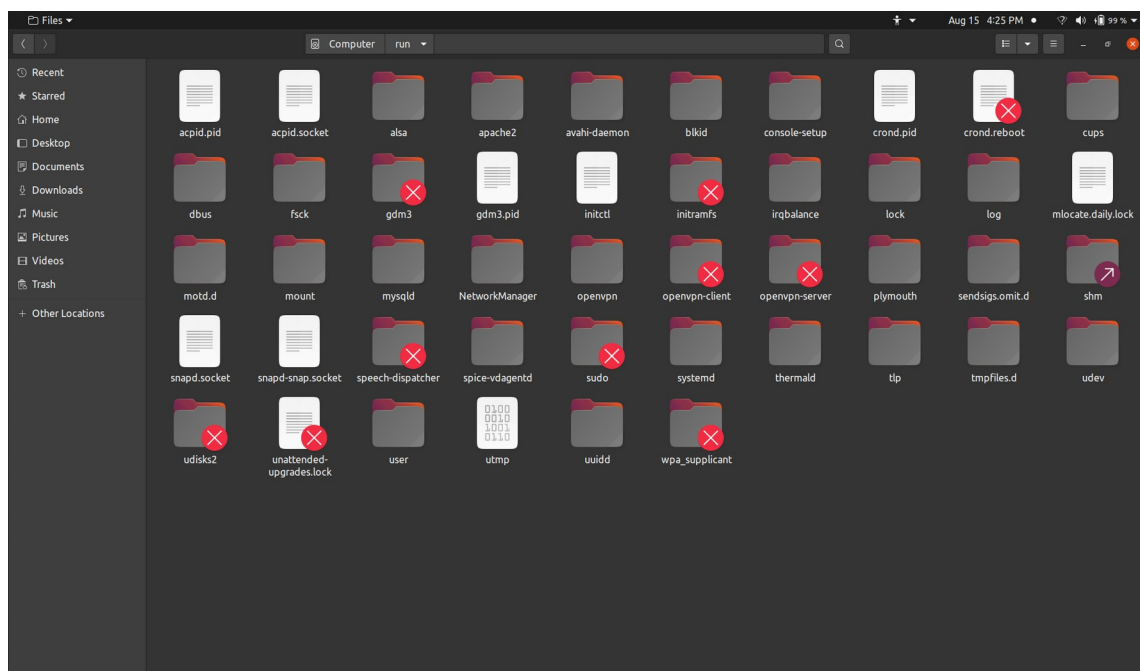 Files
Aug 15 4:25 PM
99 %
Computer run
Recent
Starred
Home
Desktop
Documents
Downloads
Music
Pictures
Videos
Trash
+ Other Locations
acpid.pid acpid.socket alsa apache2 avahi-daemon blkid console-setup crond.pid crond.reboot cups
dbus fsck gdm3 gdm3.pid initctl initramfs irqbalance lock log mlocate.daily.lock
motd.d mount mysqld NetworkManager openvpn openvpn-client openvpn-server plymouth sendsigs.omit.d shm
snapd.socket snapd-snap.socket speech-dispatcher spice-vdagentd sudo systemd thermald tlp tmpfiles.d udev
0100
0010
1001
0110
udisks2 unattended-upgrades.lock user utmp uuidd wpa_supplicant